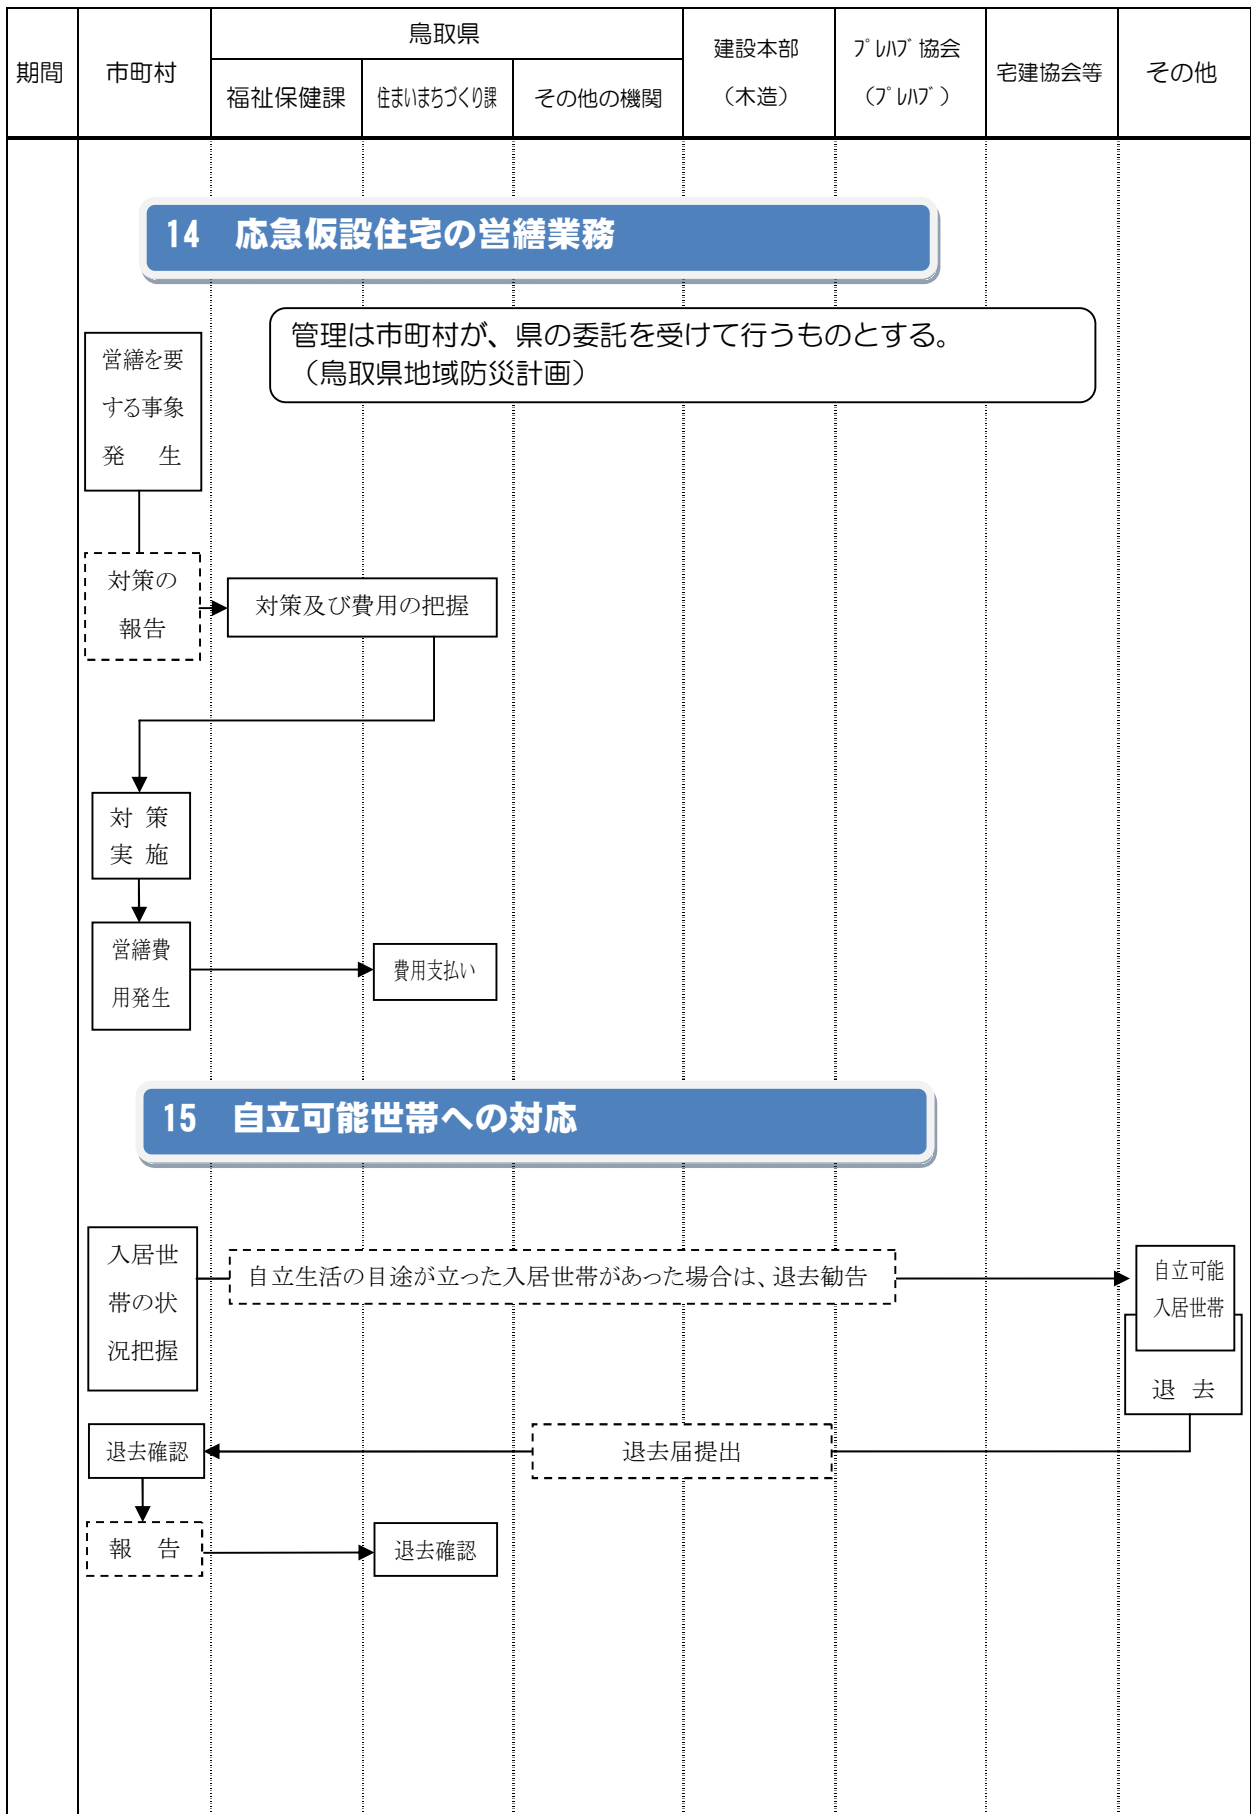 期間
市町村
鳥取県
福祉保健課
住まいまちづくり課
その他の機関
建設本部
（木造）
ﾌﾟﾚﾊﾌﾞ協会
（ﾌﾟﾚﾊﾌﾞ）
宅建協会等
その他
14　応急仮設住宅の営繕業務
管理は市町村が、県の委託を受けて行うものとする。
（鳥取県地域防災計画）
営繕を要
する事象
発　生
対策の
報告
対策及び費用の把握
対 策
実 施
営繕費
用発生
費用支払い
15　自立可能世帯への対応
入居世
帯の状
況把握
自立生活の目途が立った入居世帯があった場合は、退去勧告
自立可能
入居世帯
退 去
退去確認
退去届提出
報　告
退去確認